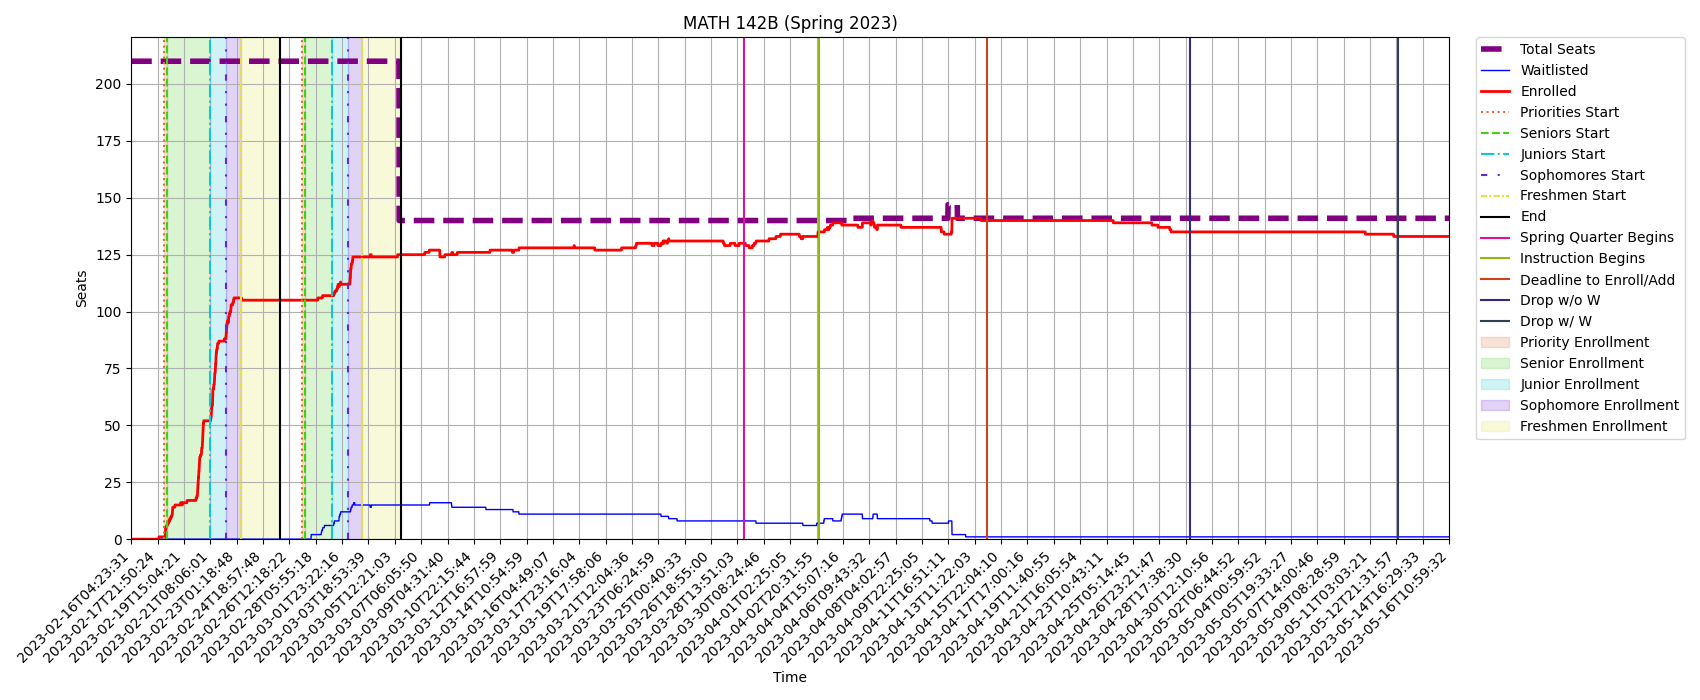 MATH 142B (Spring 2023)
Seats
200
175
150
125
100
75
50
25
0
2023-02-16T04:23:31
2023-02-17T21:50:24
2023-02-19T15:04:21
2023-02-21T08:06:01
2023-02-23T01:18:48
2023-02-24T18:57:48
2023-02-26T12:18:22
2023-02-28T05:55:18
2023-03-01T23:22:16
2023-03-03T18:53:39
2023-03-05T12:21:03
2023-03-07T06:05:50
2023-03-09T04:31:40
2023-03-10T22:15:44
2023-03-12T16:57:59
2023-03-14T10:54:59
2023-03-16T04:49:07
2023-03-17T23:16:04
2023-03-19T17:58:06
2023-03-21T12:04:36
2023-03-23T06:24:59
2023-03-25T00:40:33
2023-03-26T18:55:00
2023-03-28T13:51:03
2023-03-30T08:24:46
2023-04-01T02:25:05
2023-04-02T20:31:55
2023-04-04T15:07:16
2023-04-06T09:43:32
2023-04-08T04:02:57
2023-04-09T22:25:05
2023-04-11T16:51:11
2023-04-13T11:22:03
2023-04-15T22:04:10
2023-04-17T17:00:16
2023-04-19T11:40:55
2023-04-21T16:05:54
2023-04-23T10:43:11
2023-04-25T05:14:45
2023-04-26T23:21:47
2023-04-28T17:38:30
2023-04-30T12:10:56
2023-05-02T06:44:52
2023-05-04T00:59:52
2023-05-05T19:33:27
2023-05-07T14:00:46
2023-05-09T08:28:59
2023-05-11T03:03:21
2023-05-12T21:31:57
2023-05-14T16:29:33
2023-05-16T10:59:32
Time
Total Seats
Waitlisted
Enrolled
Priorities Start
Seniors Start
Juniors Start
Sophomores Start
Freshmen Start
End
Spring Quarter Begins
Instruction Begins
Deadline to Enroll/Add
Drop w/o W
Drop w/ W
Priority Enrollment
Senior Enrollment
Junior Enrollment
Sophomore Enrollment
Freshmen Enrollment